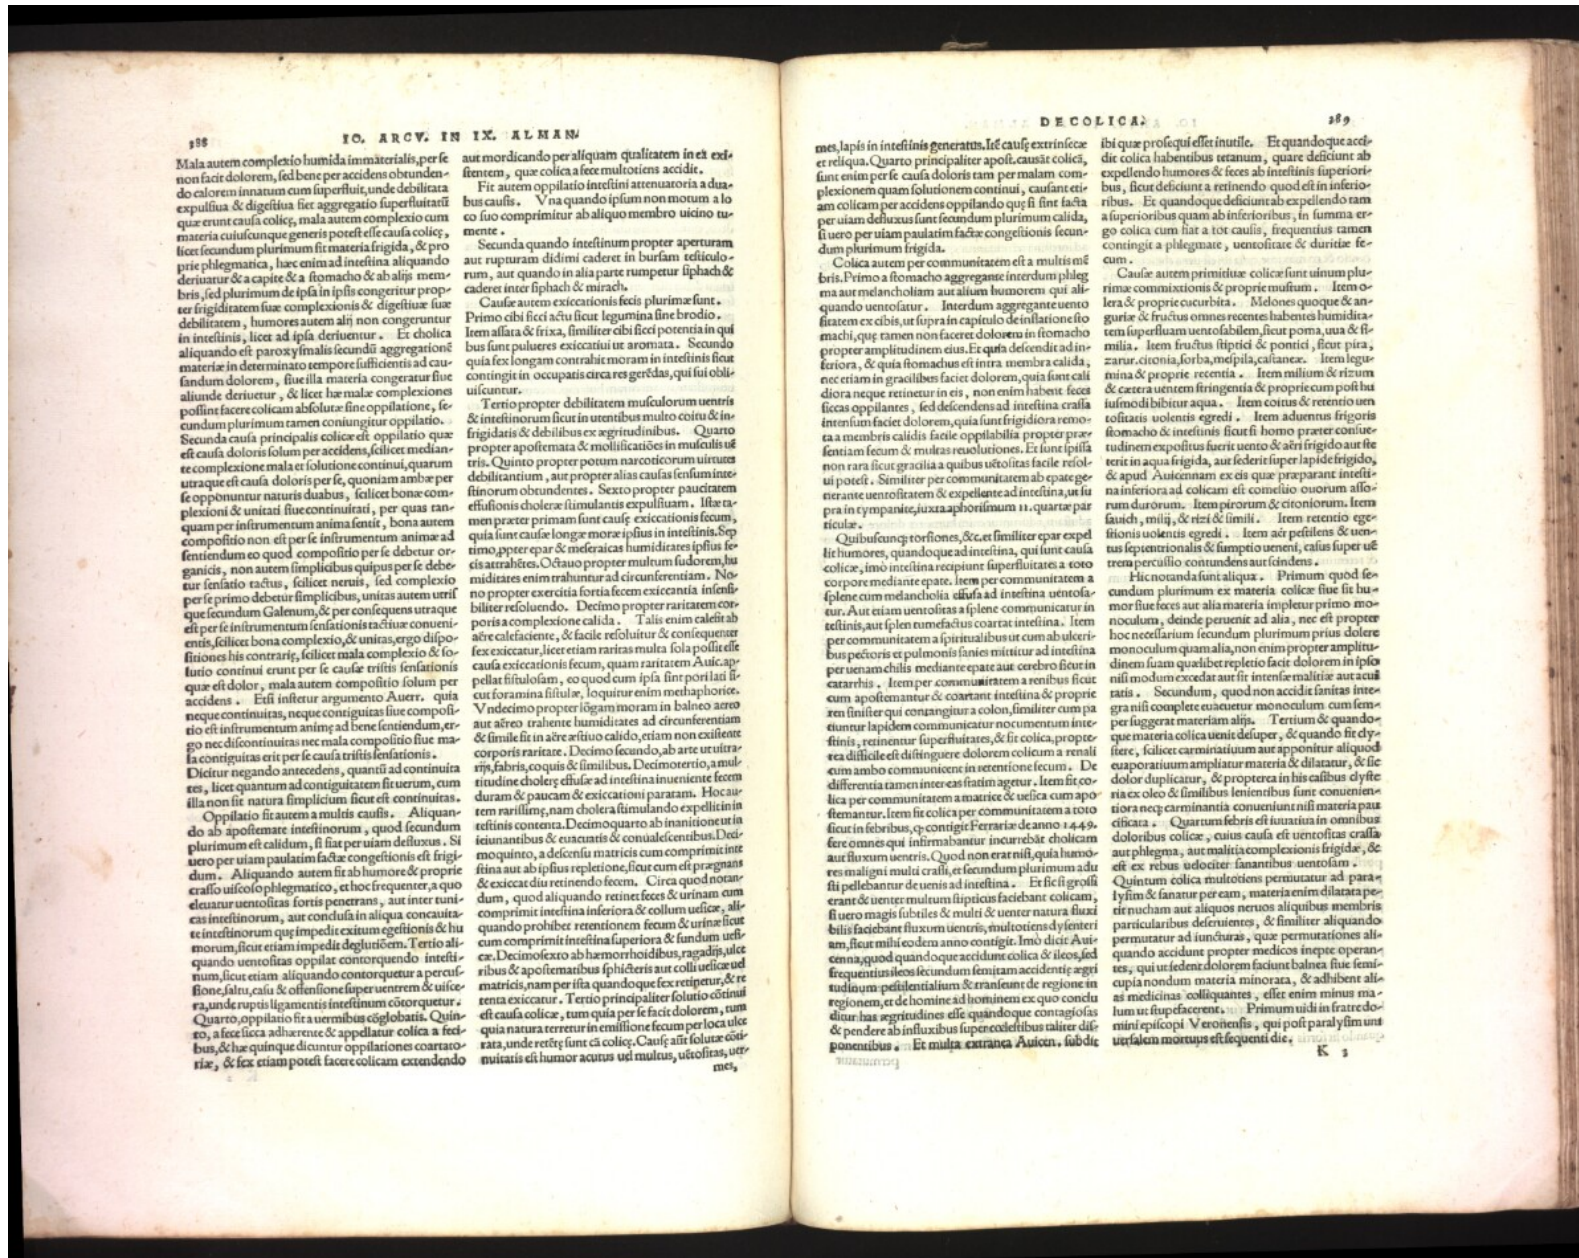 388
IO. ARCV. IN IX. ALMAN.
Mala autem complexio humida immaterialis, per se
non facit dolorem, sed bene per accidens obtunden-
do calorem innatum cum superfluit, unde debilitata
expulsiua & digestiua fiet aggregatio superfluitatū
quæ erunt causa colicę, mala autem complexio cum
materia cuiuscunque generis potest esse causa colicę,
licet secundum plurimum sit materia frigida, & pro
prie phlegmatica, hæc enim ad intestina aliquando
deriuatur & a capite & a stomacho & ab alijs mem-
bris, sed plurimum de ipsa in ipsis congeritur prop-
ter frigiditatem suæ complexionis & digestiuæ suæ
debilitatem, humores autem alij non congeruntur
in intestinis, licet ad ipsa deriuentur. Et cholica
aliquando est paroxysmalis secundū aggregationē
materiæ in determinato tempore sufficientis ad cau-
sandum dolorem, siue illa materia congeratur siue
aliunde deriuetur, & licet hæ malæ complexiones
possint facere colicam absolutæ sine oppilatione, se-
cundum plurimum tamen coniungitur oppilatio.
Secunda causa principalis colicæ est oppilatio quæ
est causa doloris solum per accidens, scilicet median-
te complexione mala et solutione continui, quarum
utraque est causa doloris per se, quoniam ambæ per
se opponuntur naturis duabus, scilicet bonæ com-
plexioni & unitati siue continuitati, per quas tan-
quam per instrumentum anima sentit, bona autem
compositio non est per se instrumentum animæ ad
sentiendum eo quod compositio per se debetur or-
ganicis, non autem simplicibus quipus per se debe-
tur sensatio tactus, scilicet neruis, sed complexio
per se primo debetur simplicibus, unitas autem utris
que secundum Galenum, & per consequens utraque
est per se instrumentum sensationis tactiuæ conueni-
entis, scilicet bona complexio, & unitas, ergo dispo-
sitiones his contrarię, scilicet mala complexio & so-
lutio continui erunt per se causæ tristis sensationis
quæ est dolor, mala autem compositio solum per
accidens. Etsi instetur argumento Auerr. quia
neque continuitas, neque contiguitas siue composi-
tio est instrumentum animę ad bene sentiendum, er-
go nec discontinuitas nec mala compositio siue ma-
la contiguitas erit per se causa tristis sensationis.
Dicitur negando antecedens, quantū ad continuita
tes, licet quantum ad contiguitatem sit uerum, cum
illa non sit natura simplicium sicut est continuitas.
Oppilatio fit autem a multis causis. Aliquan-
do ab apostemate intestinorum, quod secundum
plurimum est calidum, si fiat per uiam defluxus. Si
uero per uiam paulatim factæ congestionis est frigi-
dum. Aliquando autem fit ab humore & proprie
crasso uiscoso phlegmatico, et hoc frequenter, a quo
eleuatur uentositas fortis penetrans, aut inter tuni-
cas intestinorum, aut conclusa in aliqua concauita-
te intestinorum quę impedit exitum egestionis & hu
morum, sicut etiam impedit deglutiōem. Tertio ali-
quando uentositas oppilat contorquendo intesti-
num, sicut etiam aliquando contorquetur a percus-
sione, saltu, casu & offensione super uentrem & uisce-
ra, unde ruptis ligamentis intestinum cōtorquetur.
Quarto, oppilatio fit a uermibus cōglobatis. Quin-
to, a fece sicca adhærente & appellatur colica a feci-
bus, & hæ quinque dicuntur oppilationes coartato-
riæ, & fex etiam potest facere colicam extendendo
aut mordicando per aliquam qualitatem in ea exi-
stentem, quæ colica a fece multotiens accidit.
Fit autem oppilatio intestini attenuatoria a dua-
bus causis. Vna quando ipsum non motum a lo
co suo comprimitur ab aliquo membro uicino tu-
mente.
Secunda quando intestinum propter aperturam
aut rupturam didimi caderet in bursam testiculo-
rum, aut quando in alia parte rumpetur siphach &
caderet inter siphach & mirach.
Causæ autem exiccationis fecis plurimæ sunt.
Primo cibi sicci actu sicut legumina sine brodio.
Item assata & frixa, similiter cibi sicci potentia in qui
bus sunt pulueres exiccatiui ut aromata. Secundo
quia fex longam contrahit moram in intestinis sicut
contingit in occupatis circa res gerēdas, qui sui obli-
uiscuntur.
Tertio propter debilitatem musculorum uentris
& intestinorum sicut in utentibus multo coitu & in-
frigidatis & debilibus ex ægritudinibus. Quarto
propter apostemata & mollificatiōes in musculis uē
tris. Quinto propter potum narcoticorum uirtutes
debilitantium, aut propter alias causas sensum inte-
stinorum obtundentes. Sexto propter paucitatem
effusionis choleræ stimulantis expulsiuam. Istæ ta-
men præter primam sunt causę exiccationis fecum,
quia sunt causæ longæ moræ ipsius in intestinis. Sep
timo, ppter epar & meseraicas humiditates ipsius fe-
cis attrahētes. Octauo propter multum sudorem, hu
miditates enim trahuntur ad circunferentiam. No-
no propter exercitia fortia fecem exiccantia insensi-
biliter resoluendo. Decimo propter raritatem cor-
poris a complexione calida. Talis enim calefit ab
aëre calefaciente, & facile resoluitur & consequenter
fex exiccatur, licet etiam raritas multa sola possit esse
causa exiccationis fecum, quam raritatem Auic. ap-
pellat fistulosam, eo quod cum ipsa sint pori lati si-
cut foramina fistulæ, loquitur enim methaphorice.
Vndecimo propter lōgam moram in balneo aereo
aut aëreo trahente humiditates ad circunferentiam
& simile fit in aëre æstiuo calido, etiam non existente
corporis raritate. Decimo secundo, ab arte ut uitra-
rijs, fabris, coquis & similibus. Decimotertio, a mul-
titudine cholerę effusæ ad intestina inueniente fecem
duram & paucam & exiccationi paratam. Hoc au-
tem rarissime, nam cholera stimulando expellit in in
testinis contenta. Decimoquarto ab inanitione ut in
ieiunantibus & euacuatis & conualescentibus. Deci-
moquinto, a descensu matricis cum comprimit inte
stina aut ab ipsius repletione, sicut cum est prægnans
& exiccat diu retinendo fecem. Circa quod notan-
dum, quod aliquando retinet feces & urinam cum
comprimit intestina inferiora & collum uesicæ, ali-
quando prohibet retentionem fecum & urinæ sicut
cum comprimit intestina superiora & fundum uesi-
cæ. Decimosexto ab hæmorrhoidibus, ragadijs, ulce
ribus & apostematibus sphicteris aut colli uesicæ uel
matricis, nam per ista quandoque fex retinetur, & re
tenta exiccatur. Tertio principaliter solutio cōtinui
est causa colicæ, tum quia per se facit dolorem, tum
quia natura terretur in emissione fecum per loca ulce
rata, unde retētę sunt cā colicę. Causę aūt solutæ cōti-
nuitatis est humor acutus uel multus, uētositas, uer-
mes,
DE COLICA.
389
mes, lapis in intestinis generatus. Itē causę extrinsecæ
et reliqua. Quarto principaliter apost. causāt colicā,
sunt enim per se causa doloris tam per malam com-
plexionem quam solutionem continui, causant eti-
am colicam per accidens oppilando quę si sint facta
per uiam defluxus sunt secundum plurimum calida,
si uero per uiam paulatim factæ congestionis secun-
dum plurimum frigida.
Colica autem per communitatem est a multis mē
bris. Primo a stomacho aggregante interdum phleg
ma aut melancholiam aut alium humorem qui ali-
quando uentosatur. Interdum aggregante uento
sitatem ex cibis, ut supra in capitulo de inflatione sto
machi, quę tamen non faceret dolorem in stomacho
propter amplitudinem eius. Et quia descendit ad in-
feriora, & quia stomachus est intra membra calida,
nec etiam in gracilibus faciet dolorem, quia sunt cali
diora neque retinetur in eis, non enim habent feces
siccas oppilantes, sed descendens ad intestina crassa
intensum faciet dolorem, quia sunt frigidiora remo-
ta a membris calidis facile oppilabilia propter præ-
sentiam fecum & multas reuolutiones. Et sunt spissa
non rara sicut gracilia a quibus uētositas facile resol-
ui potest. Similiter per communitatem ab epate ge-
nerante uentositatem & expellente ad intestina, ut su
pra in tympanite, iuxta aphorismum 11. quartæ par
ticulæ.
Quibuscunq; torsiones, &c. et similiter epar expel
lit humores, quandoque ad intestina, qui sunt causa
colicæ, imò intestina recipiunt superfluitates a toto
corpore mediante epate. Item per communitatem a
splene cum melancholia effusa ad intestina uentosa-
tur. Aut etiam uentositas a splene communicatur in
testinis, aut splen tumefactus coartat intestina. Item
per communitatem a spiritualibus ut cum ab ulceri-
bus pectoris et pulmonis sanies mittitur ad intestina
per uenam chilis mediante epate aut cerebro sicut in
catarrhis. Item per communitatem a renibus sicut
cum apostemantur & coartant intestina & proprie
ren sinister qui contangitur a colon, similiter cum pa
tiuntur lapidem communicatur nocumentum inte-
stinis, retinentur superfluitates, & fit colica, propte-
rea difficile est distinguere dolorem colicum a renali
cum ambo communicent in retentione fecum. De
differentia tamen inter eas statim agetur. Item fit co-
lica per communitatem a matrice & uesica cum apo
stemantur. Item fit colica per communitatem a toto
sicut in febribus, q; contigit Ferrariæ de anno 1449.
fere omnes qui infirmabantur incurrebāt cholicam
aut fluxum uentris. Quod non erat nisi, quia humo-
res maligni multi crassi, et secundum plurimum adu
sti pellebantur de uenis ad intestina. Et sic si grossi
erant & uenter multum stipticus faciebant colicam,
si uero magis subtiles & multi & uenter natura fluxi
bilis faciebant fluxum uentris, multotiens dysenteri
am, sicut mihi eodem anno contigit. Imò dicit Aui-
cenna, quod quandoque accidunt colica & ileos, sed
frequentius ileos secundum semitam accidentię ægri
tudinum pestilentialium & transeunt de regione in
regionem, et de homine ad hominem ex quo conclu
ditur has ægritudines esse quandoque contagiosas
& pendere ab influxibus supercœlestibus taliter dis-
ponentibus. Et multa extranea Auicen. subdit
ibi quæ prosequi esset inutile. Et quandoque acci-
dit colica habentibus tetanum, quare deficiunt ab
expellendo humores & feces ab intestinis superiori-
bus, sicut deficiunt a retinendo quod est in inferio-
ribus. Et quandoque deficiunt ab expellendo tam
a superioribus quam ab inferioribus, in summa er-
go colica cum fiat a tot causis, frequentius tamen
contingit a phlegmate, uentositate & duritiæ fe-
cum.
Causæ autem primitiuæ colicæ sunt uinum plu-
rimæ commixtionis & proprie mustum. Item o-
lera & proprie cucurbita. Melones quoque & an-
guriæ & fructus omnes recentes habentes humidita-
tem superfluam uentosabilem, sicut poma, uua & si-
milia. Item fructus stiptici & pontici, sicut pira,
zarur. citonia, sorba, mespila, castaneæ. Item legu-
mina & proprie recentia. Item milium & rizum
& cætera uentem stringentia & proprie cum post hu
iusmodi bibitur aqua. Item coitus & retentio uen
tositatis uolentis egredi. Item aduentus frigoris
stomacho & intestinis sicut si homo præter consue-
tudinem expositus fuerit uento & aëri frigido aut ste
terit in aqua frigida, aut sederit super lapide frigido,
& apud Auicennam ex eis quæ præparant intesti-
na inferiora ad colicam est comestio ouorum asso-
rum durorum. Item pirorum & citoniorum. Item
sauich, milij, & rizi & simili. Item retentio ege-
stionis uolentis egredi. Item aër pestilens & uen-
tus septentrionalis & sumptio ueneni, casus super uē
trem percussio contundens aut scindens.
Hic notanda sunt aliqua. Primum quod se-
cundum plurimum ex materia colicæ siue sit hu-
mor siue feces aut alia materia impletur primo mo-
noculum, deinde peruenit ad alia, nec est propter
hoc necessarium secundum plurimum prius dolere
monoculum quam alia, non enim propter amplitu-
dinem suam quælibet repletio facit dolorem in ipso
nisi modum excedat aut sit intensæ malitiæ aut acui
tatis. Secundum, quod non accidit sanitas inte-
gra nisi complete euacuetur monoculum cum sem-
per suggerat materiam alijs. Tertium & quando-
que materia colica uenit desuper, & quando fit cly-
stere, scilicet carminatiuum aut apponitur aliquod
euaporatiuum ampliatur materia & dilatatur, & sic
dolor duplicatur, & propterea in his casibus clyste
ria ex oleo & similibus lenientibus sunt conuenien-
tiora neq; carminantia conueniunt nisi materia pau
cificata. Quartum febris est iuuatiua in omnibus
doloribus colicæ, cuius causa est uentositas crassa
aut phlegma, aut malitia complexionis frigidæ, &
est ex rebus uelociter sanantibus uentosam.
Quintum colica multotiens permutatur ad para-
lysim & sanatur per eam, materia enim dilatata pe-
tit nucham aut aliquos neruos aliquibus membris
particularibus deseruientes, & similiter aliquando
permutatur ad iuncturas, quæ permutationes ali-
quando accidunt propter medicos inepte operan-
tes, qui ut sedent dolorem faciunt balnea siue semi-
cupia nondum materia minorata, & adhibent ali-
as medicinas colliquantes, esset enim minus ma-
lum ut stupefacerent. Primum uidi in fratre do-
mini episcopi Veronensis, qui post paralysim uni
uersalem mortuus est sequenti die.
K 3